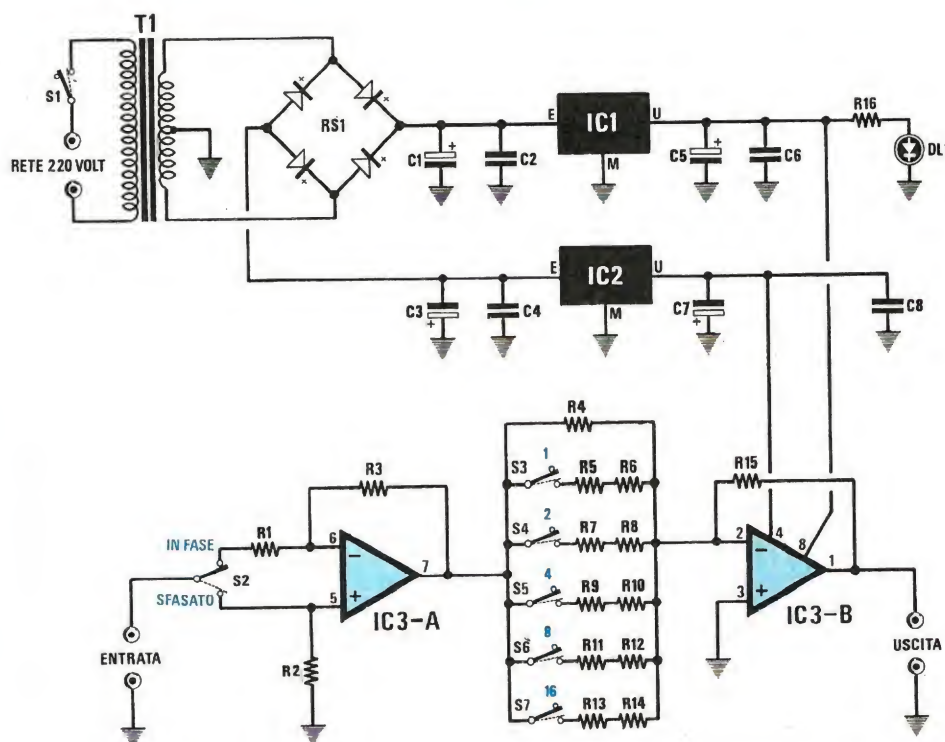 T1
S1
RETE 220 VOLT
RS1
E
IC1
U
M
C1
+
C2
C5
+
C6
R16
E
IC2
U
M
C3
+
C4
C7
+
C8
R4
S3
1
R5
R6
S4
2
R7
R8
S5
4
R9
R10
S6
8
R11
R12
S7
16
R13
R14
R3
R1
IN FASE
S2
SFASATO
6
5
7
IC3-A
R2
ENTRATA
R15
2
4
8
3
1
IC3-B
USCITA